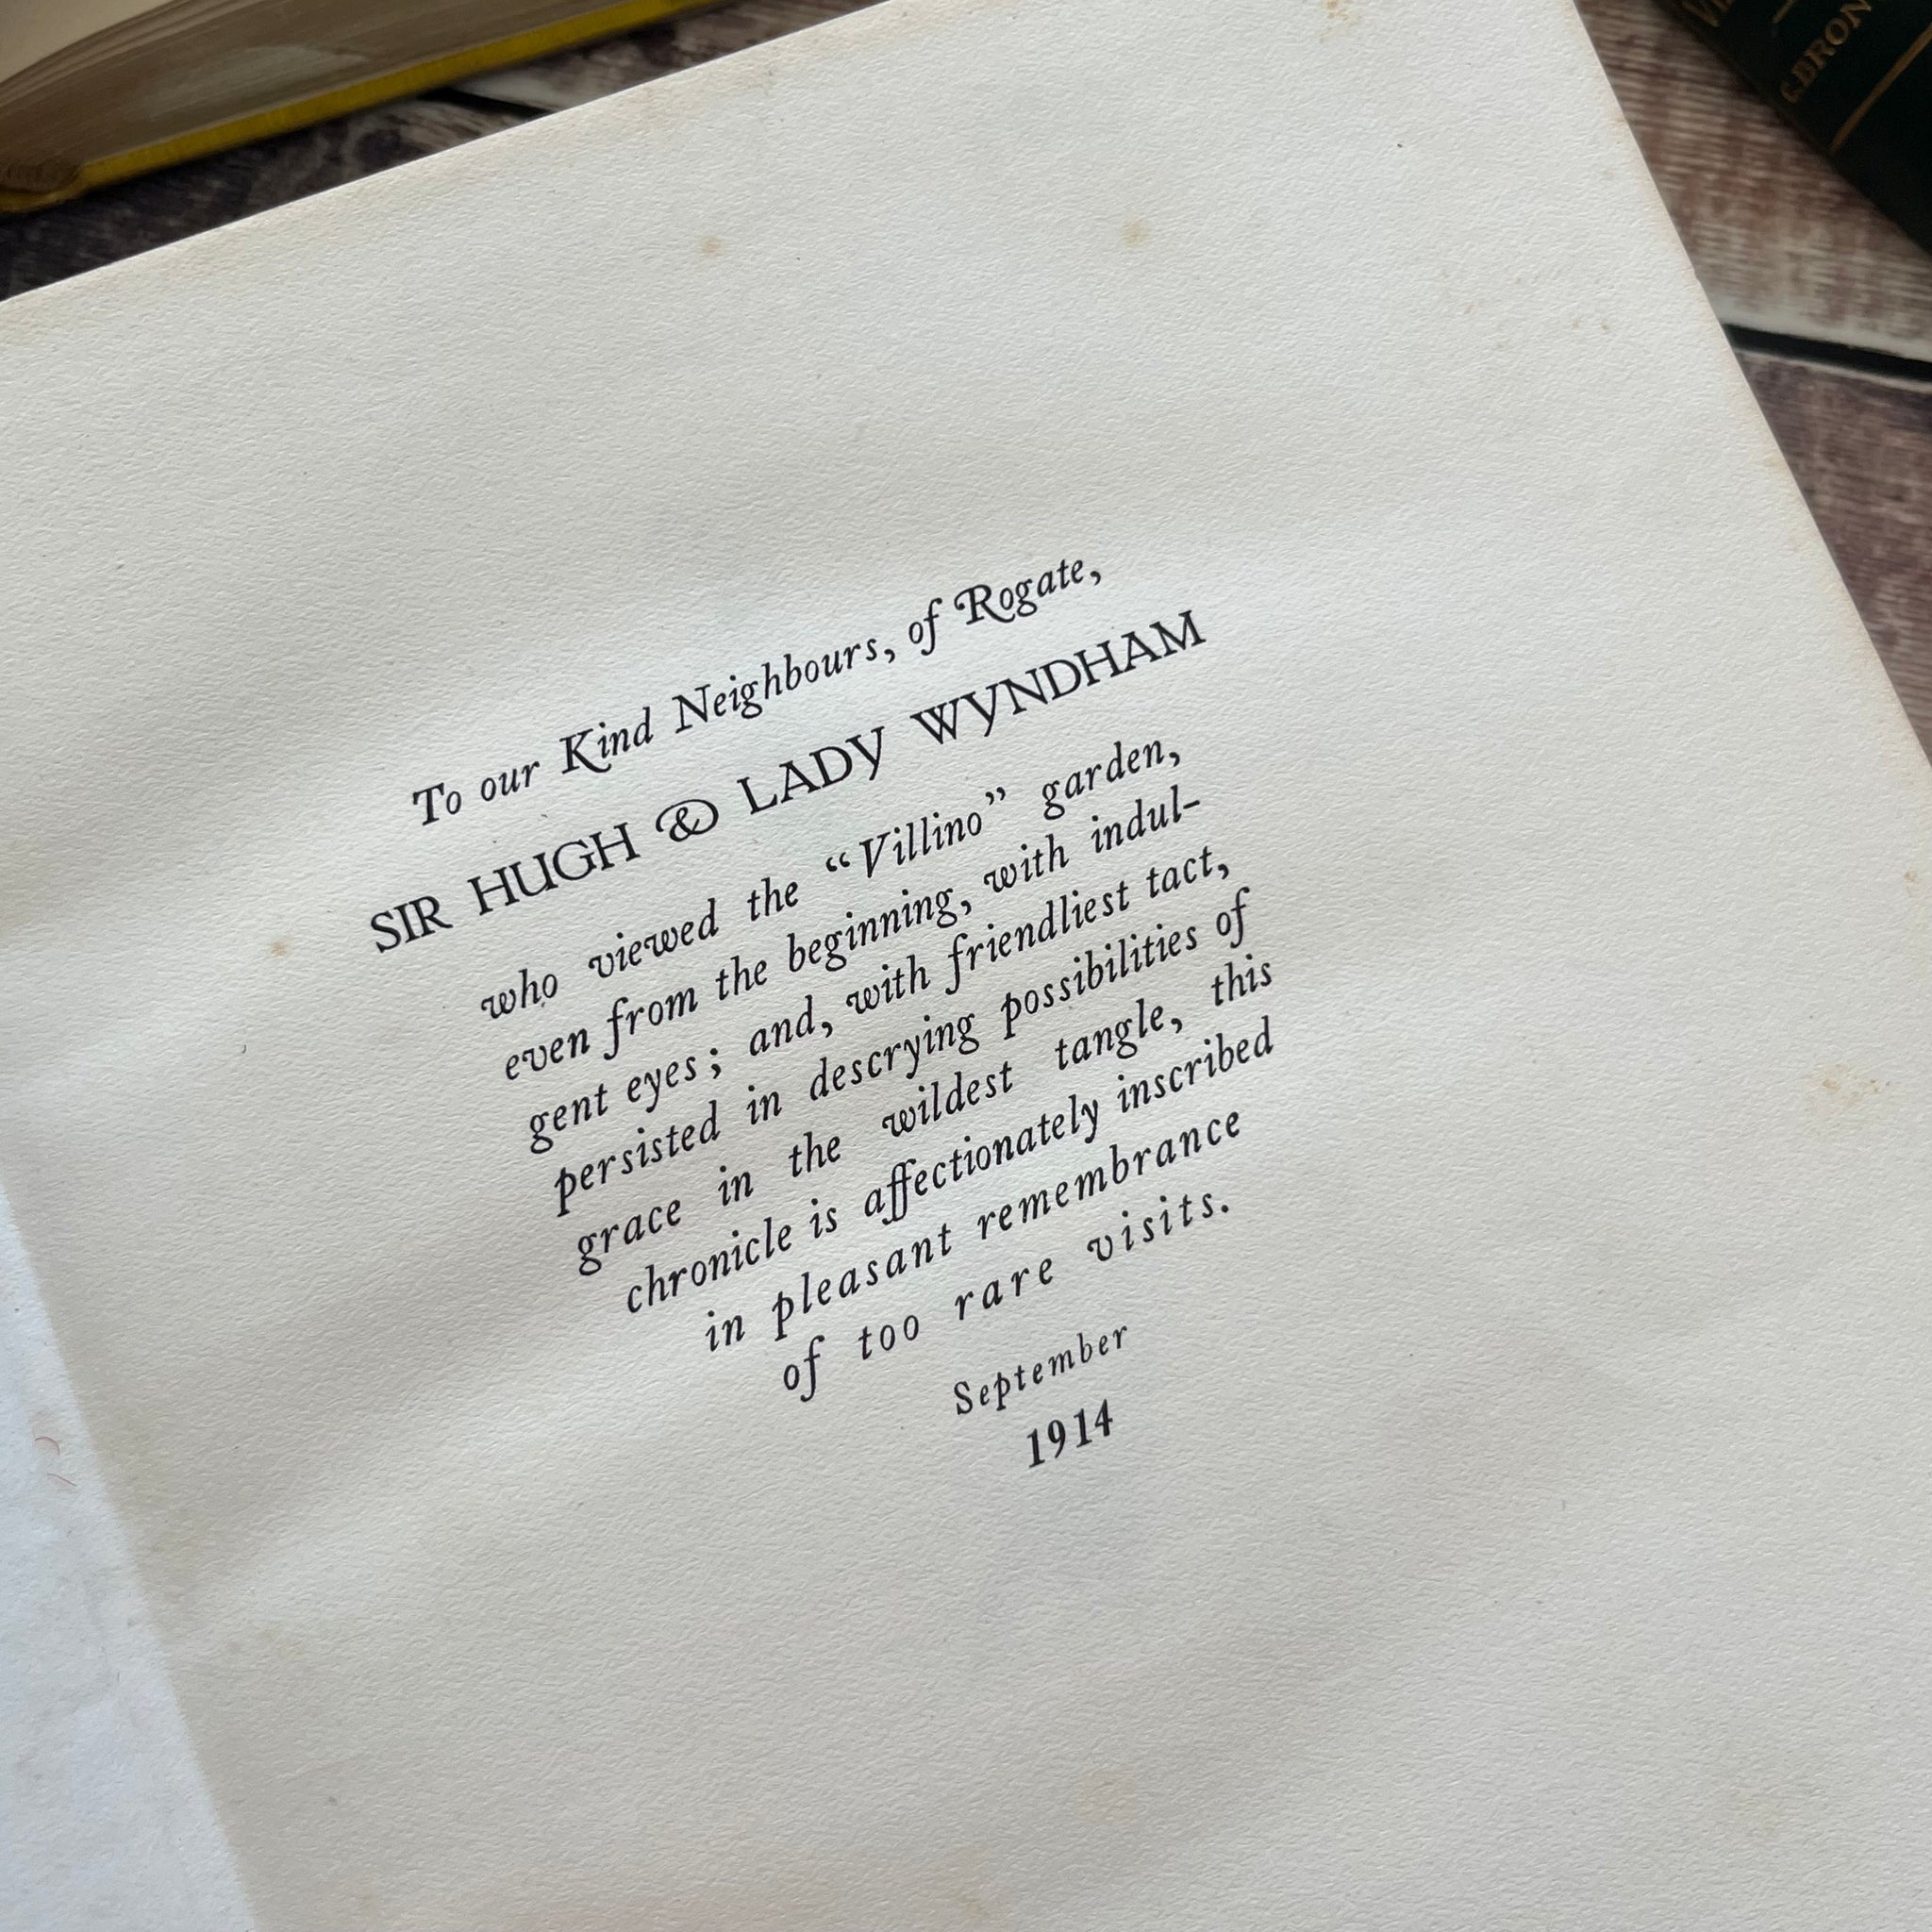 To our Kind Neighbours, of Rogate,
SIR HUGH & LADY WYNDHAM
who viewed the “Villino” garden,
even from the beginning, with indul-
gent eyes; and, with friendliest tact,
persisted in descrying possibilities of
grace in the wildest tangle, this
chronicle is affectionately inscribed
in pleasant remembrance
of too rare visits.
September
1914